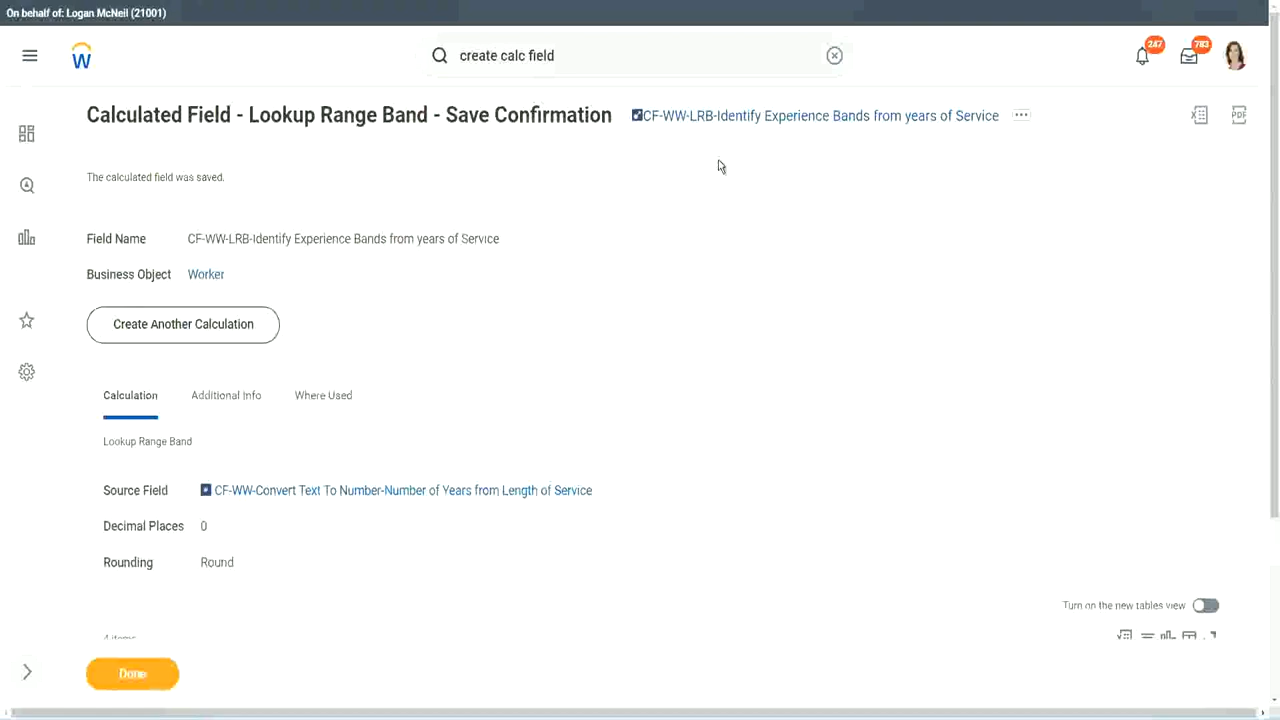 On behalf of: Logan McNeil (21001)
W
create calc field
247
783
Calculated Field - Lookup Range Band - Save Confirmation
CF-WW-LRB-Identify Experience Bands from years of Service
PDF
The calculated field was saved.
Field Name CF-WW-LRB-Identify Experience Bands from years of Service
Business Object Worker
Create Another Calculation
Calculation Additional Info Where Used
Lookup Range Band
Source Field CF-WW-Convert Text To Number-Number of Years from Length of Service
Decimal Places 0
Rounding Round
Turn on the new tables view
4 items
Done